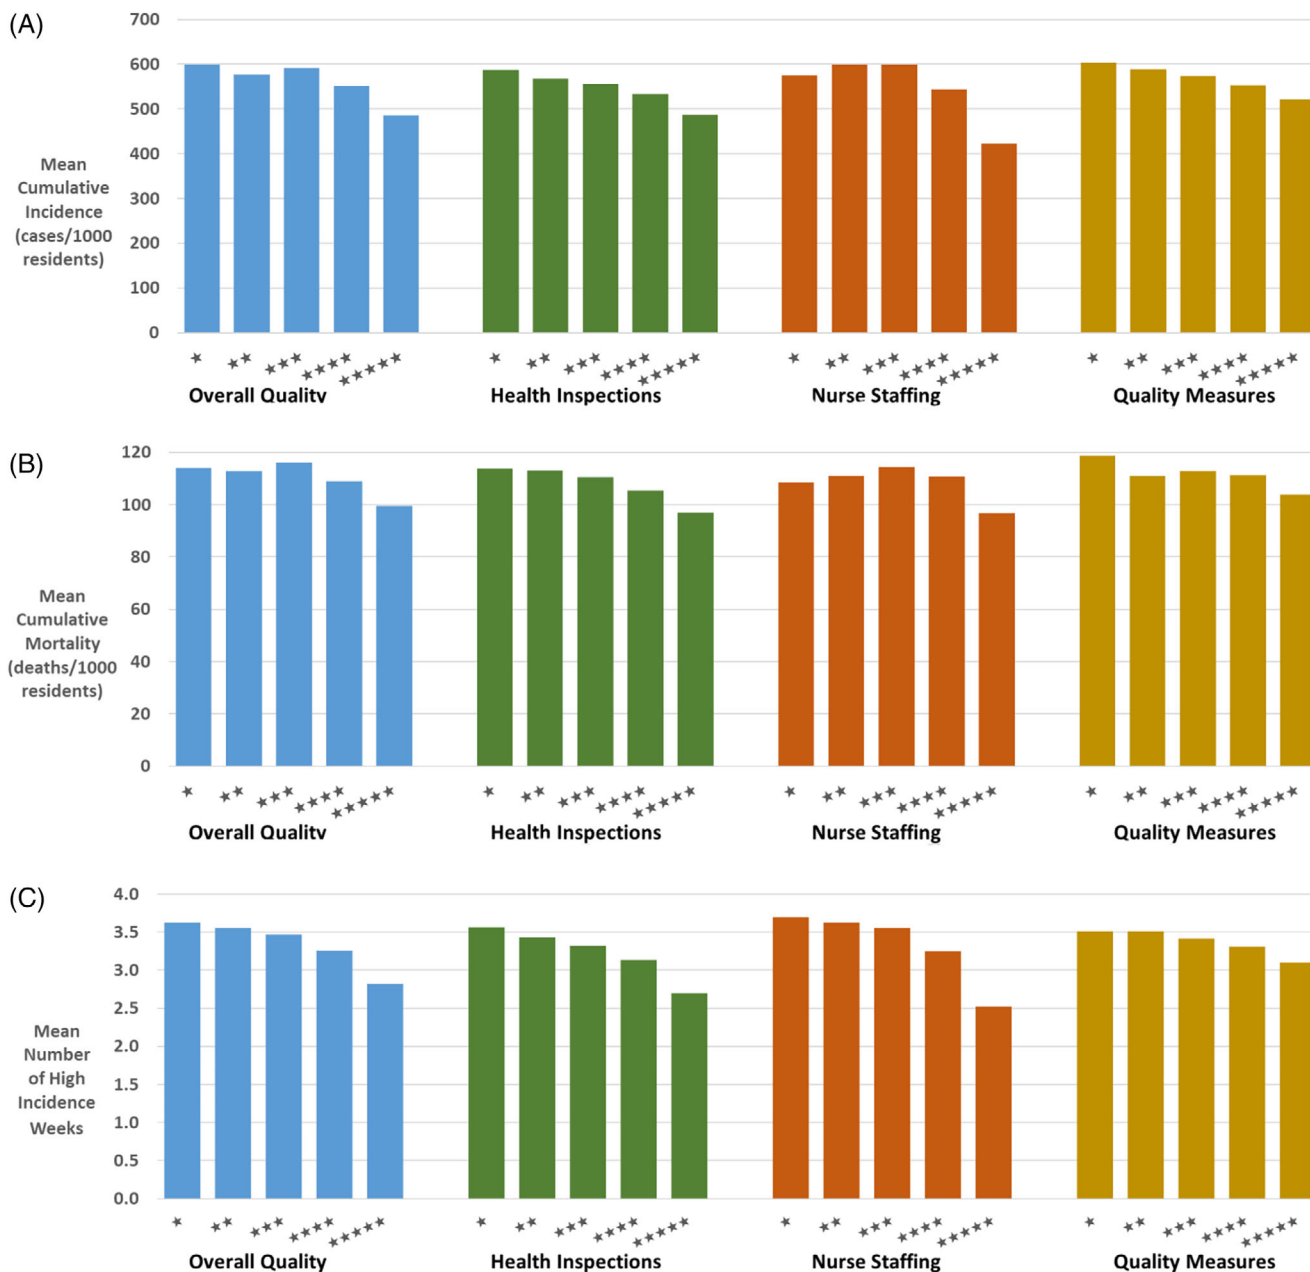 (A)
700
600
500
400
300
200
100
0
Mean
Cumulative
Incidence
(cases/1000
residents)
★ ★★ ★★★ ★★★★ ★★★★★ ★ ★★ ★★★ ★★★★ ★★★★★ ★ ★★ ★★★ ★★★★ ★★★★★ ★ ★★ ★★★ ★★★★ ★★★★★
Overall Quality Health Inspections Nurse Staffing Quality Measures
(B)
120
100
80
60
40
20
0
Mean
Cumulative
Mortality
(deaths/1000
residents)
★ ★★ ★★★ ★★★★ ★★★★★ ★ ★★ ★★★ ★★★★ ★★★★★ ★ ★★ ★★★ ★★★★ ★★★★★ ★ ★★ ★★★ ★★★★ ★★★★★
Overall Quality Health Inspections Nurse Staffing Quality Measures
(C)
4.0
3.5
3.0
2.5
2.0
1.5
1.0
0.5
0.0
Mean
Number
of High
Incidence
Weeks
★ ★★ ★★★ ★★★★ ★★★★★ ★ ★★ ★★★ ★★★★ ★★★★★ ★ ★★ ★★★ ★★★★ ★★★★★ ★ ★★ ★★★ ★★★★ ★★★★★
Overall Quality Health Inspections Nurse Staffing Quality Measures